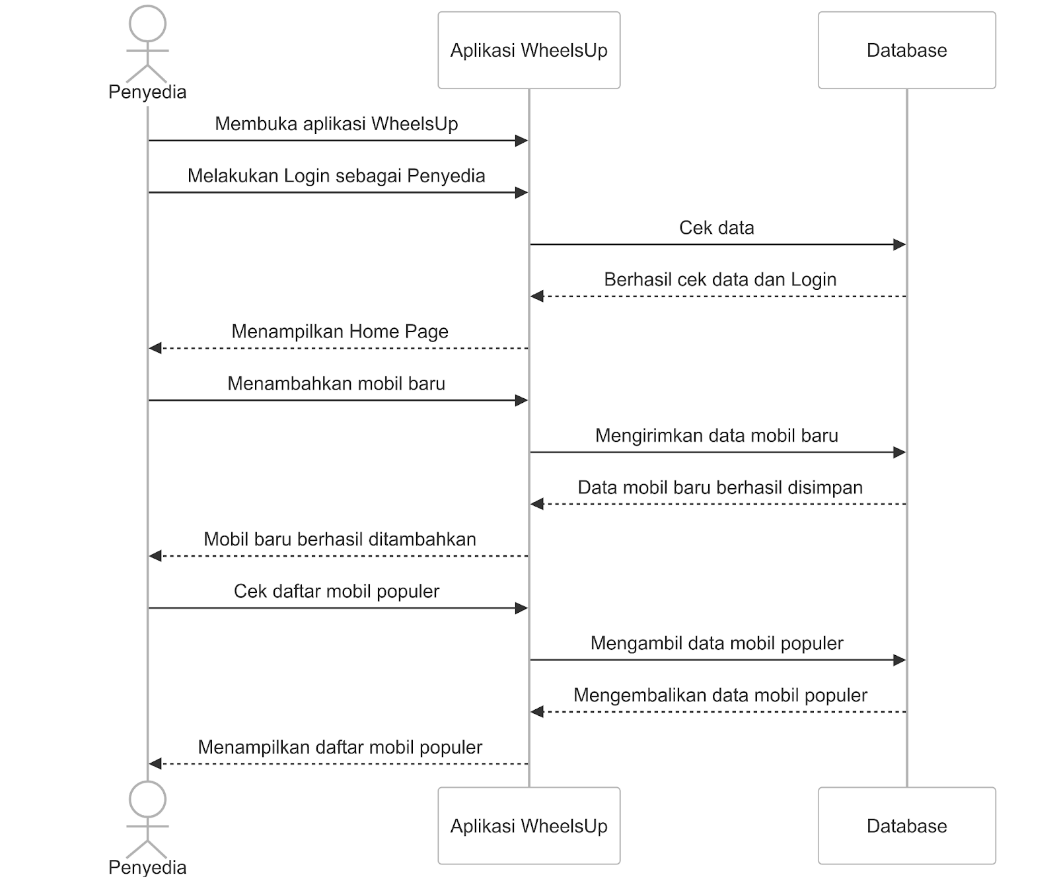 Penyedia
Aplikasi WheelsUp
Database
Membuka aplikasi WheelsUp
Melakukan Login sebagai Penyedia
Cek data
Berhasil cek data dan Login
Menampilkan Home Page
Menambahkan mobil baru
Mengirimkan data mobil baru
Data mobil baru berhasil disimpan
Mobil baru berhasil ditambahkan
Cek daftar mobil populer
Mengambil data mobil populer
Mengembalikan data mobil populer
Menampilkan daftar mobil populer
Penyedia
Aplikasi WheelsUp
Database